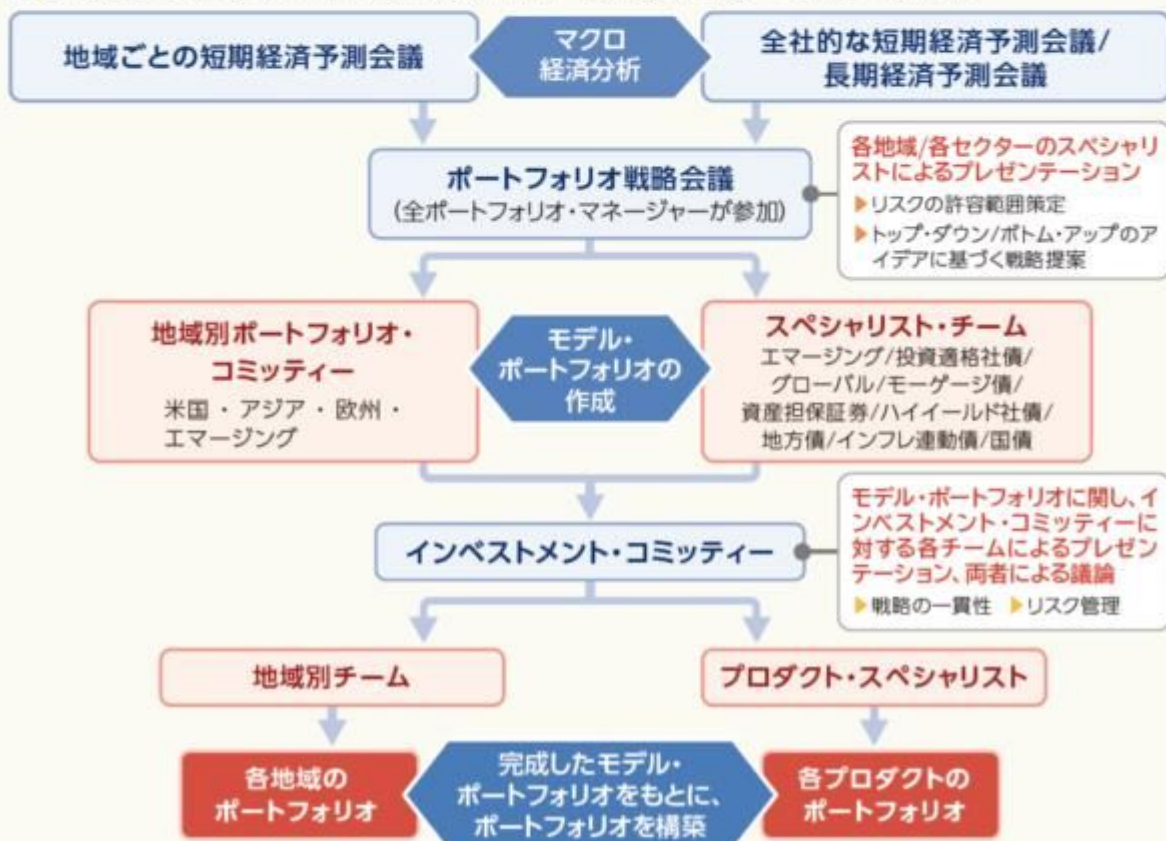 地域ごとの短期経済予測会議
マクロ
経済分析
全社的な短期経済予測会議/
長期経済予測会議
ポートフォリオ戦略会議
(全ポートフォリオ・マネージャーが参加)
各地域/各セクターのスペシャリ
ストによるプレゼンテーション
▶リスクの許容範囲策定
▶トップ・ダウン/ボトム・アップのア
イデアに基づく戦略提案
地域別ポートフォリオ・
コミッティー
米国・アジア・欧州・
エマージング
モデル・
ポートフォリオの
作成
スペシャリスト・チーム
エマージング/投資適格社債/
グローバル/モーゲージ債/
資産担保証券/ハイイールド社債/
地方債/インフレ連動債/国債
インベストメント・コミッティー
モデル・ポートフォリオに関し、イ
ンベストメント・コミッティーに
対する各チームによるプレゼン
テーション、両者による議論
▶戦略の一貫性 ▶リスク管理
地域別チーム
プロダクト・スペシャリスト
各地域の
ポートフォリオ
完成したモデル・
ポートフォリオをもとに、
ポートフォリオを構築
各プロダクトの
ポートフォリオ